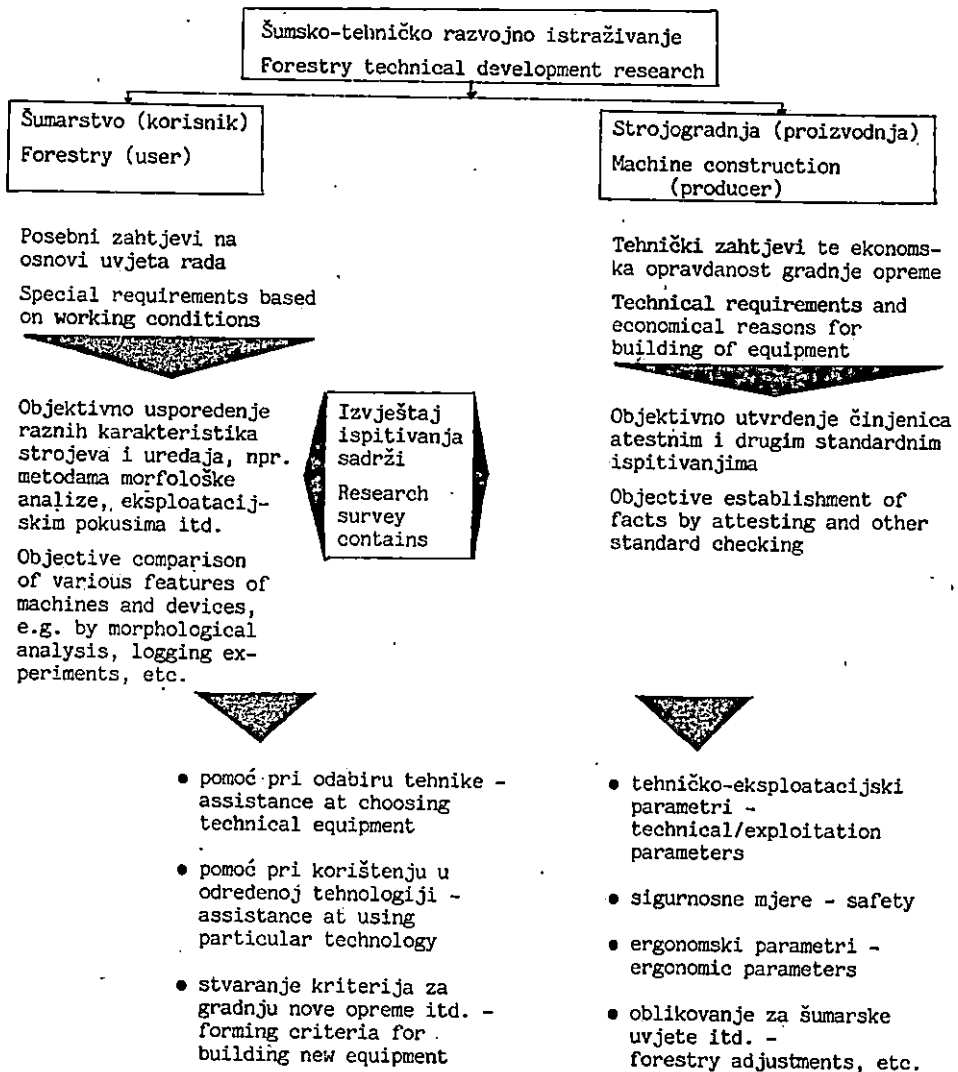 Šumsko-tehničko razvojno istraživanje
Forestry technical development research
Šumarstvo (korisnik)
Forestry (user)
Strojogradnja (proizvodnja)
Machine construction
(producer)
Posebni zahtjevi na
osnovi uvjeta rada
Special requirements based
on working conditions
Tehnički zahtjevi te ekonoms-
ka opravdanost gradnje opreme
Technical requirements and
economical reasons for
building of equipment
Objektivno usporedenje
raznih karakteristika
strojeva i uredaja, npr.
metodama morfološke
analize, eksploatacij-
skim pokusima itd.
Objective comparison
of various features of
machines and devices,
e.g. by morphological
analysis, logging ex-
periments, etc.
Izvještaj
ispitivanja
sadrži
Research
survey
contains
Objektivno utvrdenje činjenica
atestnim i drugim standardnim
ispitivanjima
Objective establishment of
facts by attesting and other
standard checking
• pomoć pri odabiru tehnike -
assistance at choosing
technical equipment
• pomoć pri korištenju u
odredenoj tehnologiji -
assistance at using
particular technology
• stvaranje kriterija za
gradnju nove opreme itd. -
forming criteria for
building new equipment
• tehničko-eksploatacijski
parametri -
technical/exploitation
parameters
• sigurnosne mjere - safety
• ergonomski parametri -
ergonomic parameters
• oblikovanje za šumarske
uvjete itd. -
forestry adjustments, etc.